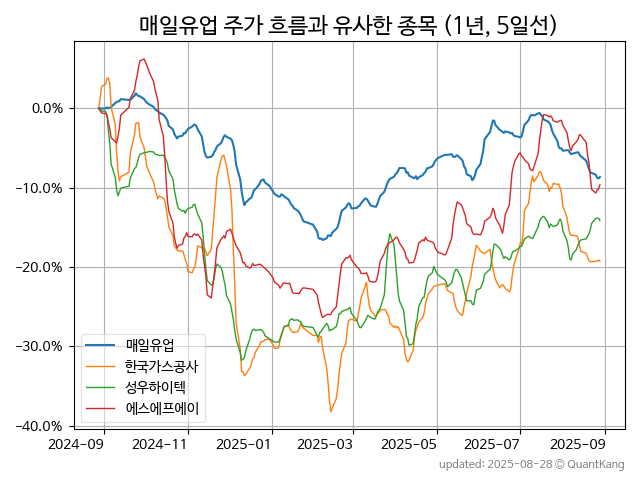 매일유업 주가 흐름과 유사한 종목 (1년, 5일선)
0.0%
−10.0%
−20.0%
−30.0%
−40.0%
매일유업
한국가스공사
성우하이텍
에스에프에이
2024-09 2024-11 2025-01 2025-03 2025-05 2025-07 2025-09
updated: 2025-08-28 © QuantKang